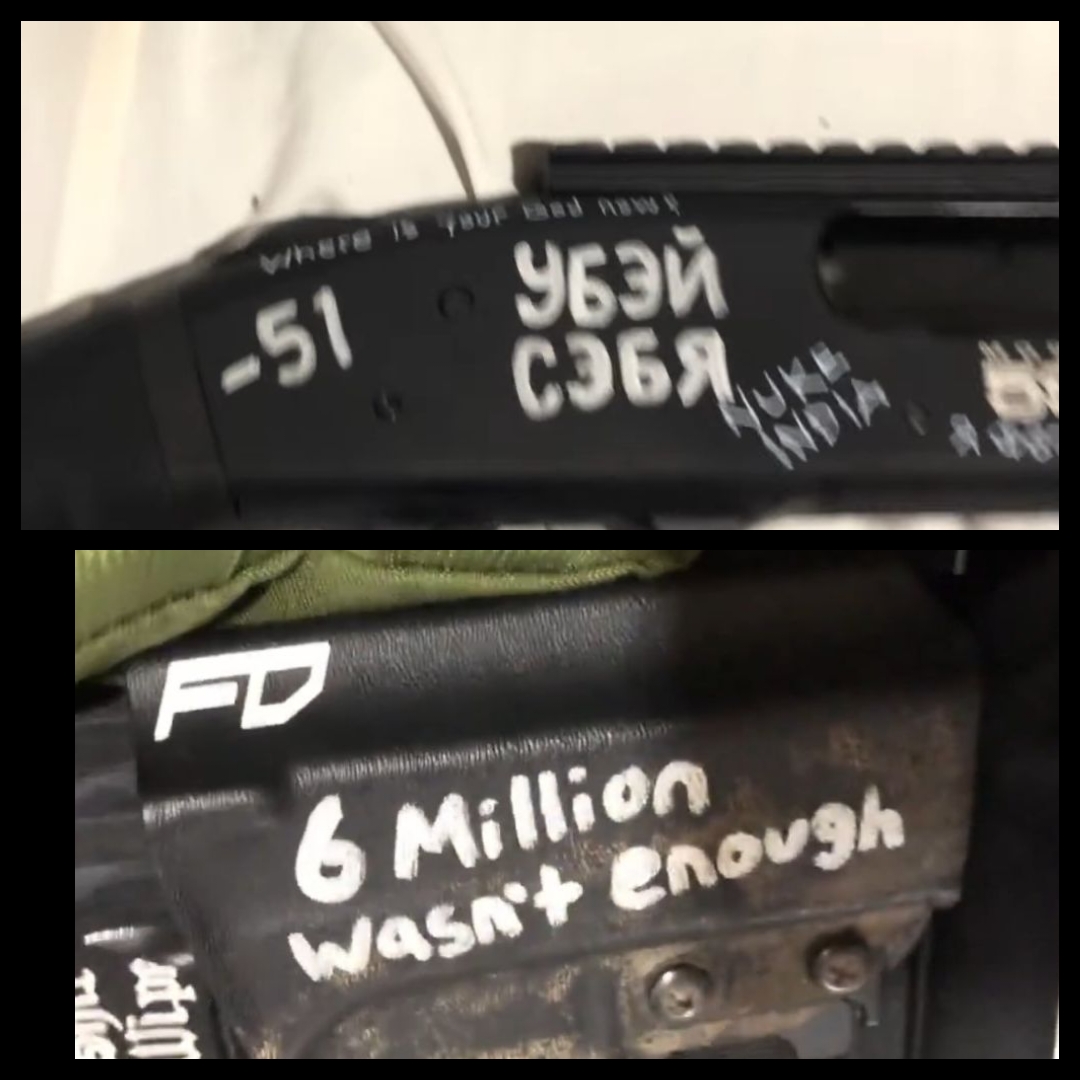 Where is your God now?
-51
УБЭЙ
СЭБЯ
NUKE
INDIA
FD
6 Million
wasn't enough